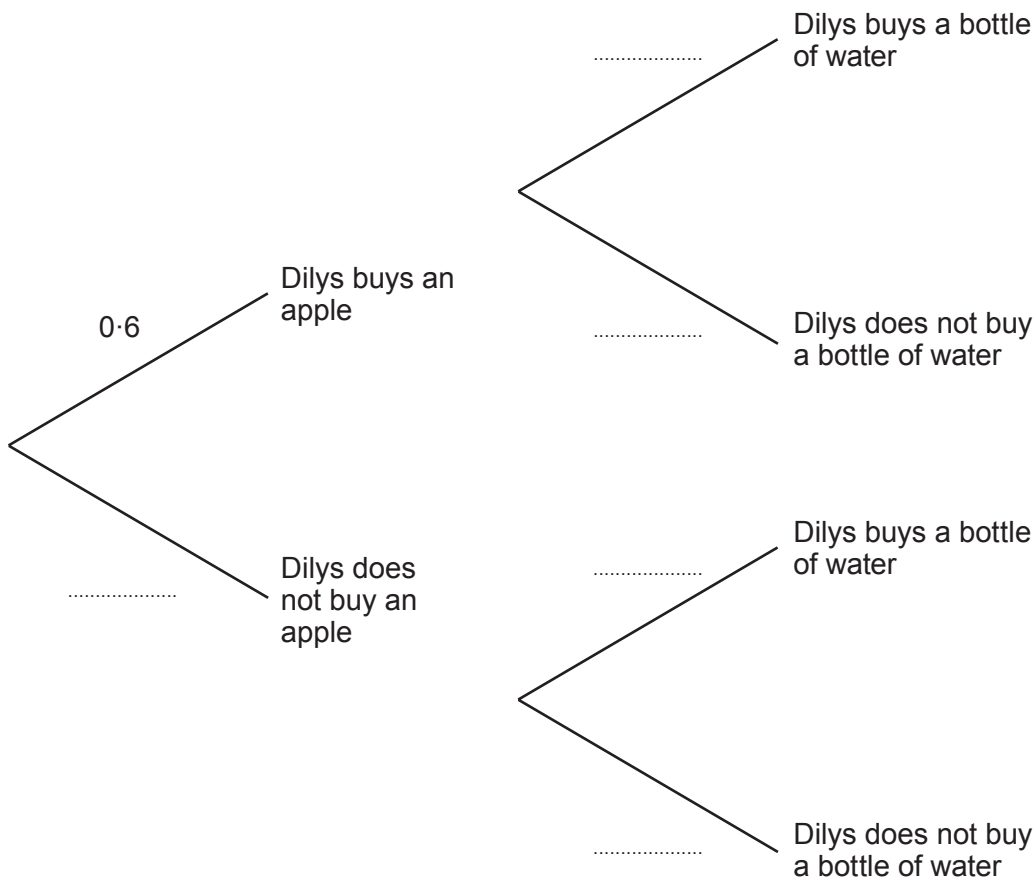 Dilys buys a bottle
of water
....................
Dilys buys an
apple
0·6
Dilys does not buy
a bottle of water
....................
Dilys buys a bottle
of water
....................
Dilys does
not buy an
apple
....................
Dilys does not buy
a bottle of water
....................